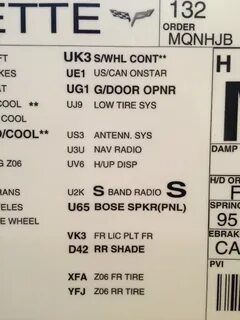 ETTE 132
ORDER
MQNHJB
FT UK3 S/WHL CONT** H
KES UE1 US/CAN ONSTAR
UG1 G/DOOR OPNR
COOL ** UJ9 LOW TIRE SYS
COOL
O/COOL** US3 ANTENN. SYS
U3U NAV RADIO DAMP
G Z06 UV6 H/UP DISP
H/D OR
F
HANS U2K S BAND RADIO S SPRING
ELES U65 BOSE SPKR(PNL) 95
E WHEEL EBRAK
VK3 FR LIC PLT FR CA
D42 RR SHADE PVI
XFA Z06 FR TIRE
YFJ Z06 RR TIRE